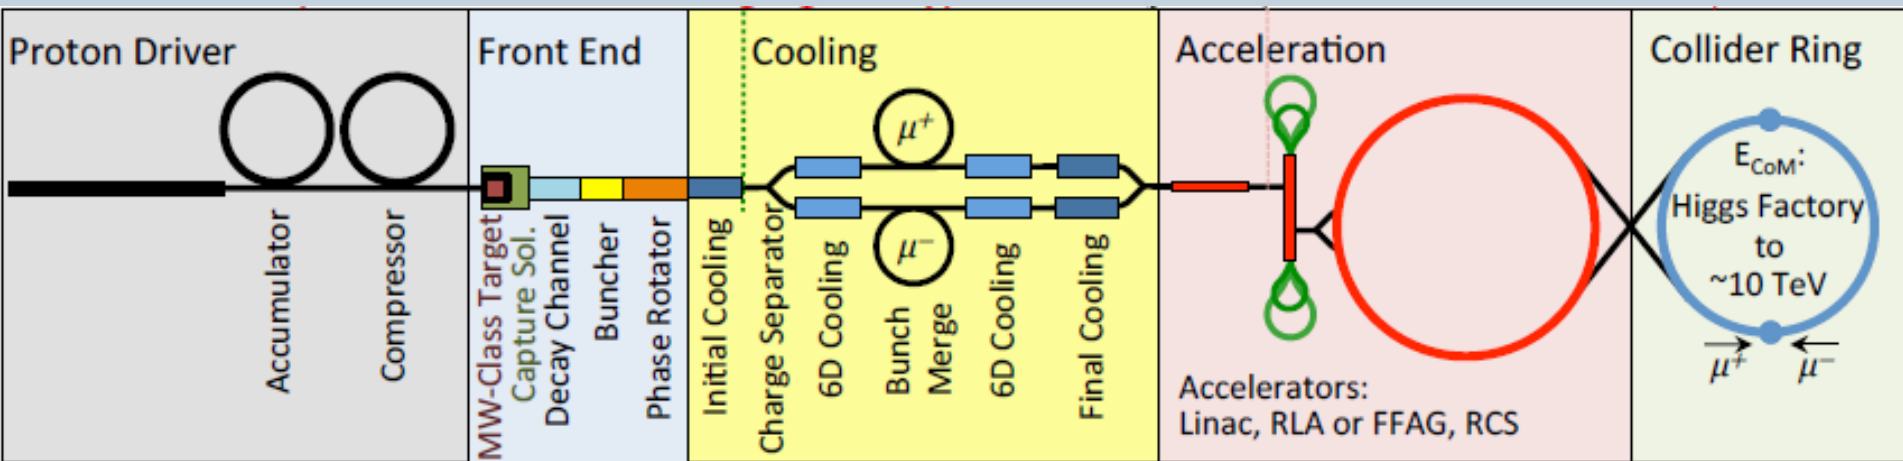 Proton Driver
Accumulator
Compressor
Front End
MW-Class Target
Capture Sol.
Decay Channel
Buncher
Phase Rotator
Cooling
Initial Cooling
Charge Separator
6D Cooling
μ⁺
μ⁻
Bunch
Merge
6D Cooling
Final Cooling
Acceleration
Accelerators:
Linac, RLA or FFAG, RCS
Collider Ring
E_CoM:
Higgs Factory
to
~10 TeV
μ⁺ μ⁻